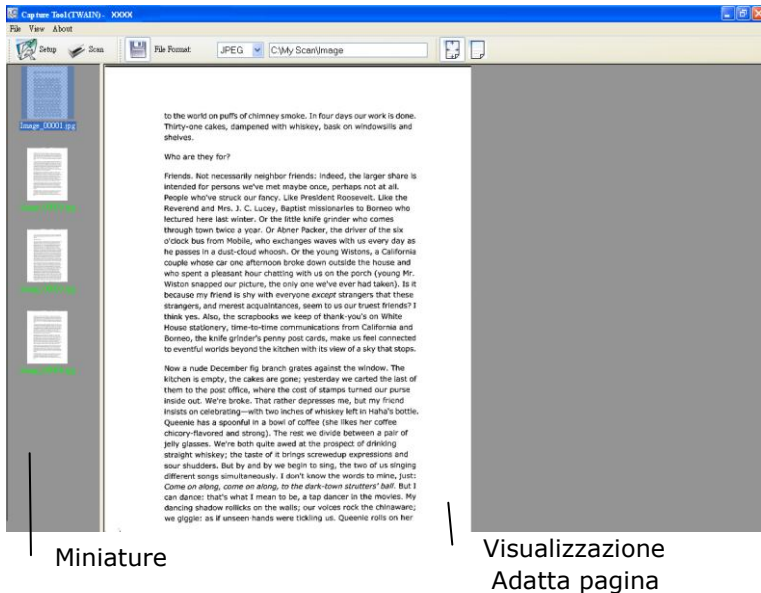 Capture Tool(TWAIN) - XXXX
File View About
Setup Scan File Format: JPEG C:\My Scan\Image
Image_00001.jpg
to the world on puffs of chimney smoke. In four days our work is done.
Thirty-one cakes, dampened with whiskey, bask on windowsills and
shelves.
Who are they for?
Friends. Not necessarily neighbor friends: indeed, the larger share is
intended for persons we've met maybe once, perhaps not at all.
People who've struck our fancy. Like President Roosevelt. Like the
Reverend and Mrs. J. C. Lucey, Baptist missionaries to Borneo who
lectured here last winter. Or the little knife grinder who comes
through town twice a year. Or Abner Packer, the driver of the six
o'clock bus from Mobile, who exchanges waves with us every day as
he passes in a dust-cloud whoosh. Or the young Wistons, a California
couple whose car one afternoon broke down outside the house and
who spent a pleasant hour chatting with us on the porch (young Mr.
Wiston snapped our picture, the only one we've ever had taken). Is it
because my friend is shy with everyone except strangers that these
strangers, and merest acquaintances, seem to us our truest friends? I
think yes. Also, the scrapbooks we keep of thank-you's on White
House stationery, time-to-time communications from California and
Borneo, the knife grinder's penny post cards, make us feel connected
to eventful worlds beyond the kitchen with its view of a sky that stops.
Now a nude December fig branch grates against the window. The
kitchen is empty, the cakes are gone; yesterday we carted the last of
them to the post office, where the cost of stamps turned our purse
inside out. We're broke. That rather depresses me, but my friend
insists on celebrating—with two inches of whiskey left in Haha's bottle.
Queenie has a spoonful in a bowl of coffee (she likes her coffee
chicory-flavored and strong). The rest we divide between a pair of
jelly glasses. We're both quite awed at the prospect of drinking
straight whiskey; the taste of it brings screwedup expressions and
sour shudders. But by and by we begin to sing, the two of us singing
different songs simultaneously. I don't know the words to mine, just:
Come on along, come on along, to the dark-town strutters' ball. But I
can dance: that's what I mean to be, a tap dancer in the movies. My
dancing shadow rollicks on the walls; our voices rock the chinaware;
we giggle: as if unseen hands were tickling us. Queenie rolls on her
Miniature
Visualizzazione
Adatta pagina